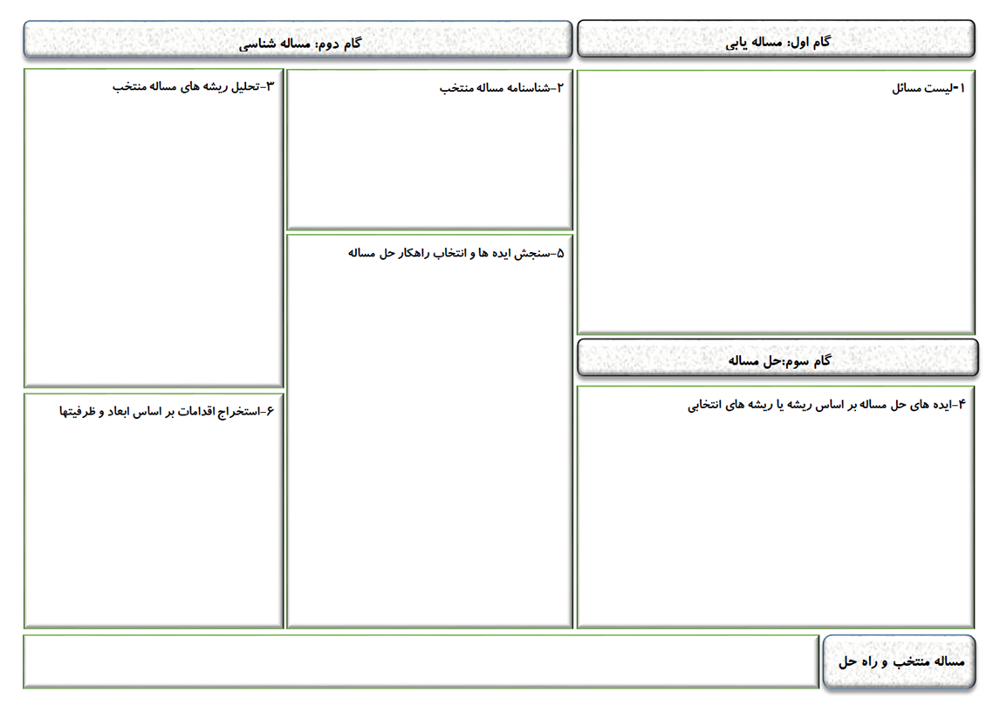 گام اول: مساله یابی
گام دوم: مساله شناسی
۱-لیست مسائل
۲-شناسنامه مساله منتخب
۳-تحلیل ریشه های مساله منتخب
گام سوم:حل مساله
۴-ایده های حل مساله بر اساس ریشه یا ریشه های انتخابی
۵-سنجش ایده ها و انتخاب راهکار حل مساله
۶-استخراج اقدامات بر اساس ابعاد و ظرفیتها
مساله منتخب و راه حل